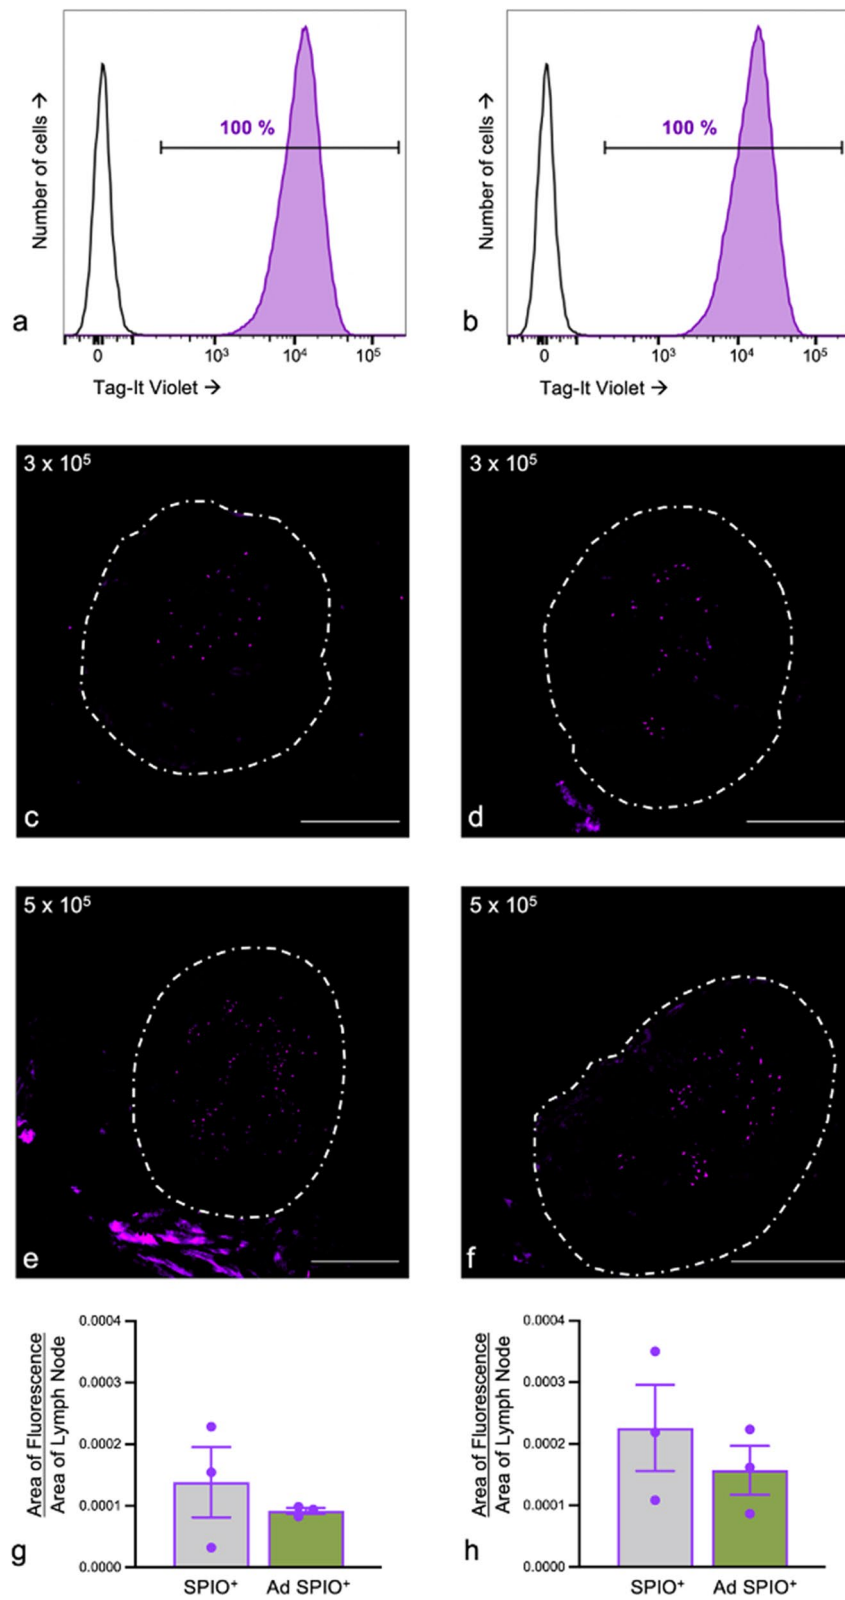 Number of cells →
100 %
0
10³
10⁴
10⁵
Tag-It Violet →
a
Number of cells →
100 %
0
10³
10⁴
10⁵
Tag-It Violet →
b
3 x 10⁵
c
3 x 10⁵
d
5 x 10⁵
e
5 x 10⁵
f
Area of Fluorescence
Area of Lymph Node
0.0004
0.0003
0.0002
0.0001
0.0000
SPIO⁺
Ad SPIO⁺
g
Area of Fluorescence
Area of Lymph Node
0.0004
0.0003
0.0002
0.0001
0.0000
SPIO⁺
Ad SPIO⁺
h